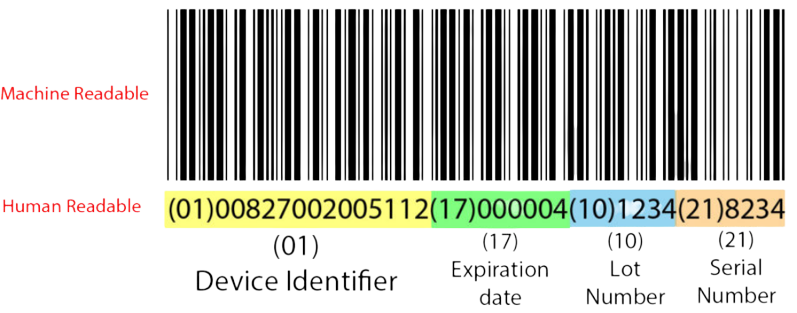 Machine Readable
Human Readable
(01)00827002005112(17)000004(10)1234(21)8234
(01)
Device Identifier
(17)
Expiration
date
(10)
Lot
Number
(21)
Serial
Number